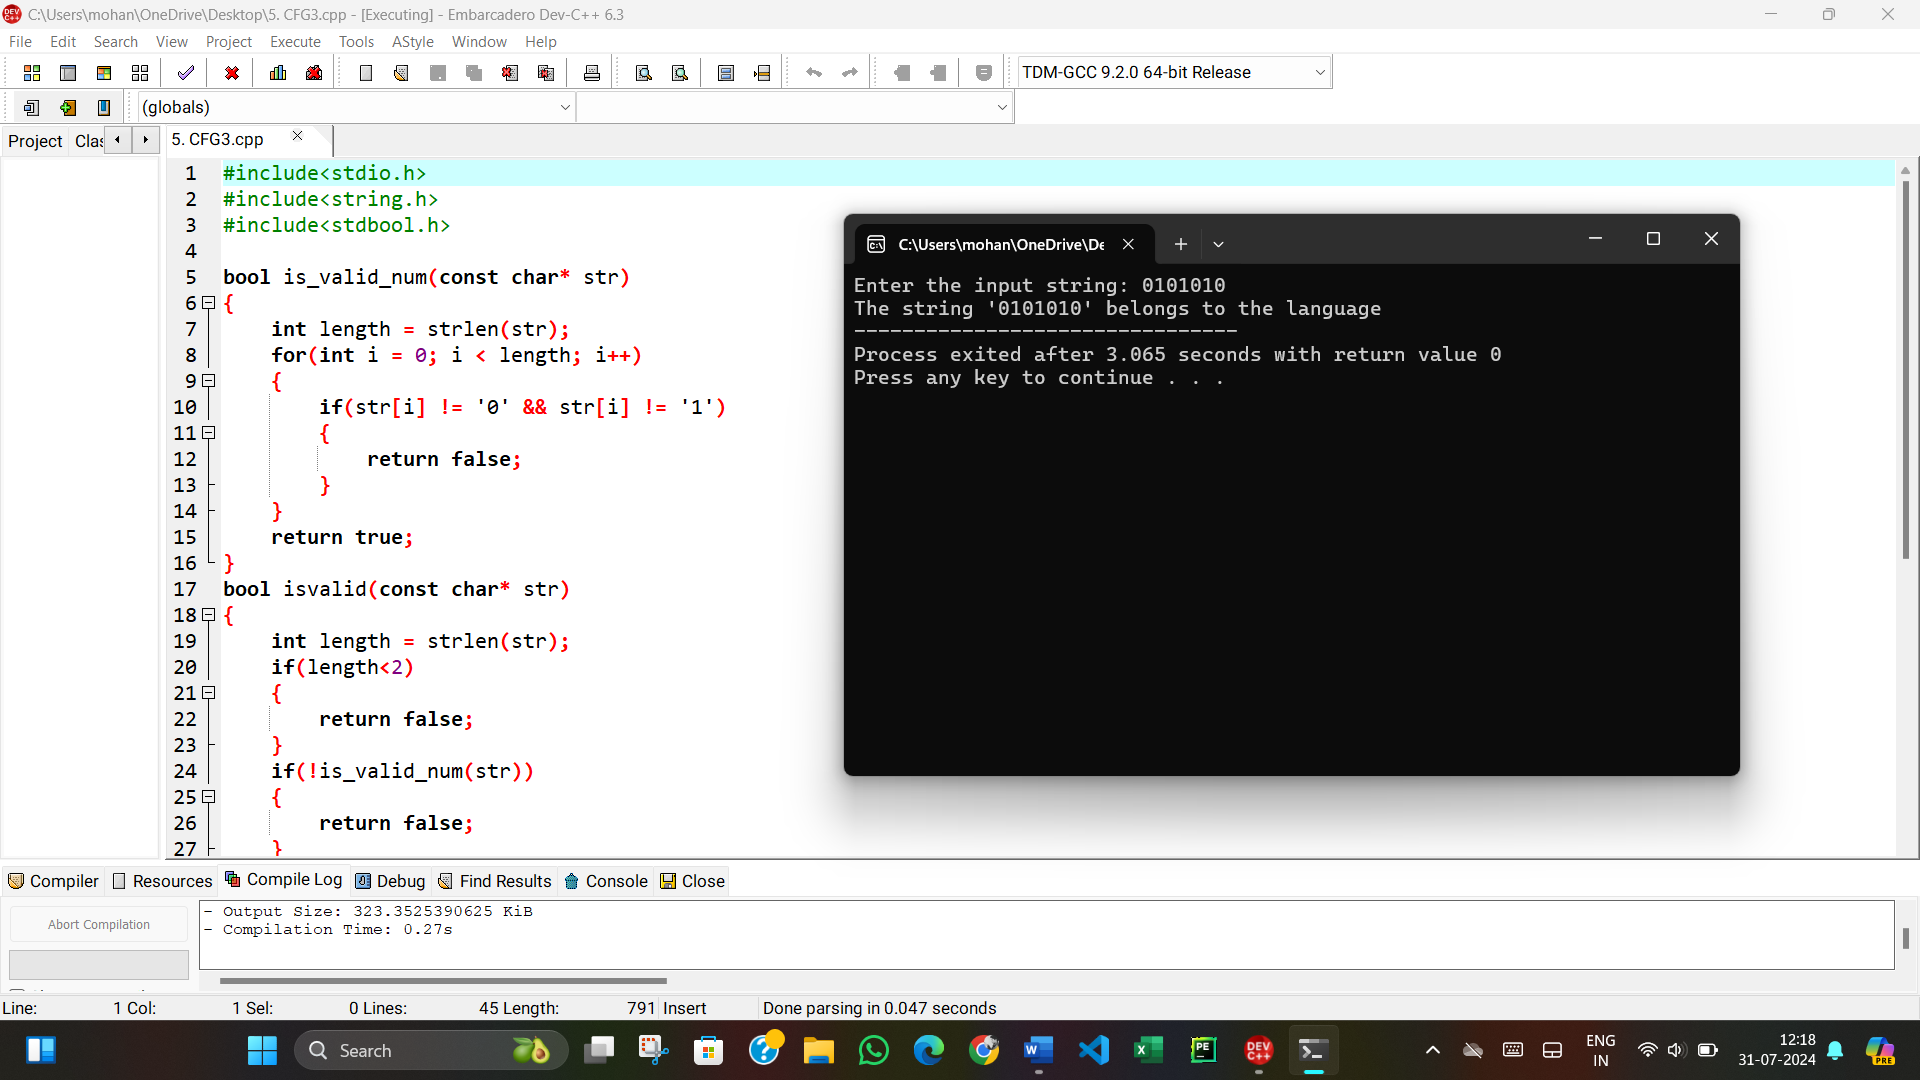 C:\Users\mohan\OneDrive\Desktop\5. CFG3.cpp - [Executing] - Embarcadero Dev-C++ 6.3
File Edit Search View Project Execute Tools AStyle Window Help
TDM-GCC 9.2.0 64-bit Release
(globals)
Project Clas 5. CFG3.cpp
1 #include<stdio.h>
2 #include<string.h>
3 #include<stdbool.h>
4
5 bool is_valid_num(const char* str)
6 {
7 int length = strlen(str);
8 for(int i = 0; i < length; i++)
9 {
10 if(str[i] != '0' && str[i] != '1')
11 {
12 return false;
13 }
14 }
15 return true;
16 }
17 bool isvalid(const char* str)
18 {
19 int length = strlen(str);
20 if(length<2)
21 {
22 return false;
23 }
24 if(!is_valid_num(str))
25 {
26 return false;
27 }
C:\Users\mohan\OneDrive\De
Enter the input string: 0101010
The string '0101010' belongs to the language
--------------------------------
Process exited after 3.065 seconds with return value 0
Press any key to continue . . .
Compiler Resources Compile Log Debug Find Results Console Close
Abort Compilation
- Output Size: 323.3525390625 KiB
- Compilation Time: 0.27s
Line: 1 Col: 1 Sel: 0 Lines: 45 Length: 791 Insert Done parsing in 0.047 seconds
Search
ENG
IN
12:18
31-07-2024
PRE